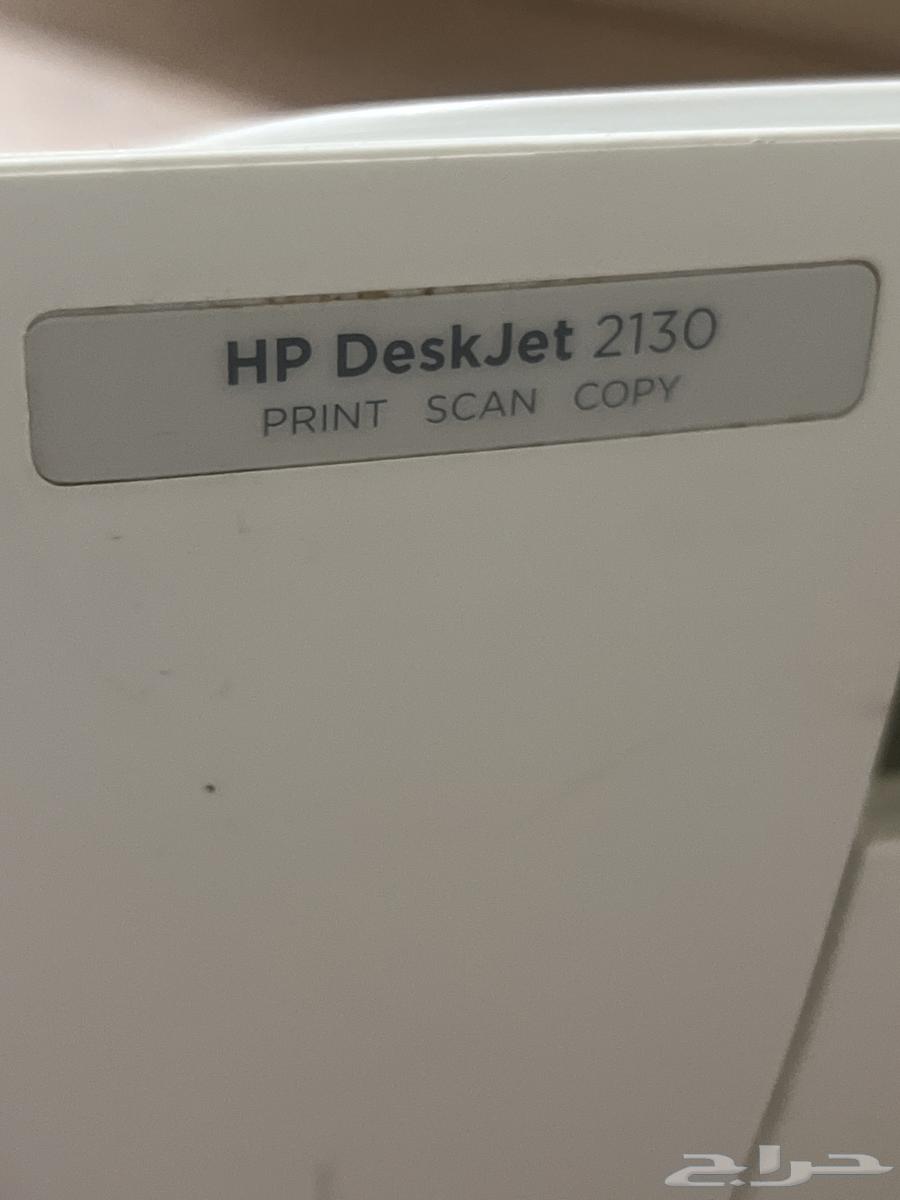 HP DeskJet 2130
PRINT SCAN COPY
حراج